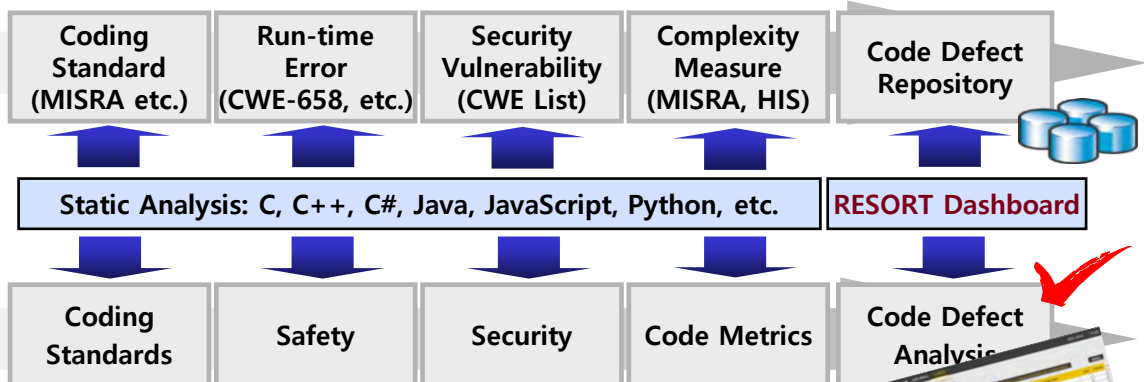 Coding
Standard
(MISRA etc.)
Run-time
Error
(CWE-658, etc.)
Security
Vulnerability
(CWE List)
Complexity
Measure
(MISRA, HIS)
Code Defect
Repository
Static Analysis: C, C++, C#, Java, JavaScript, Python, etc.
RESORT Dashboard
Coding
Standards
Safety
Security
Code Metrics
Code Defect
Analysis